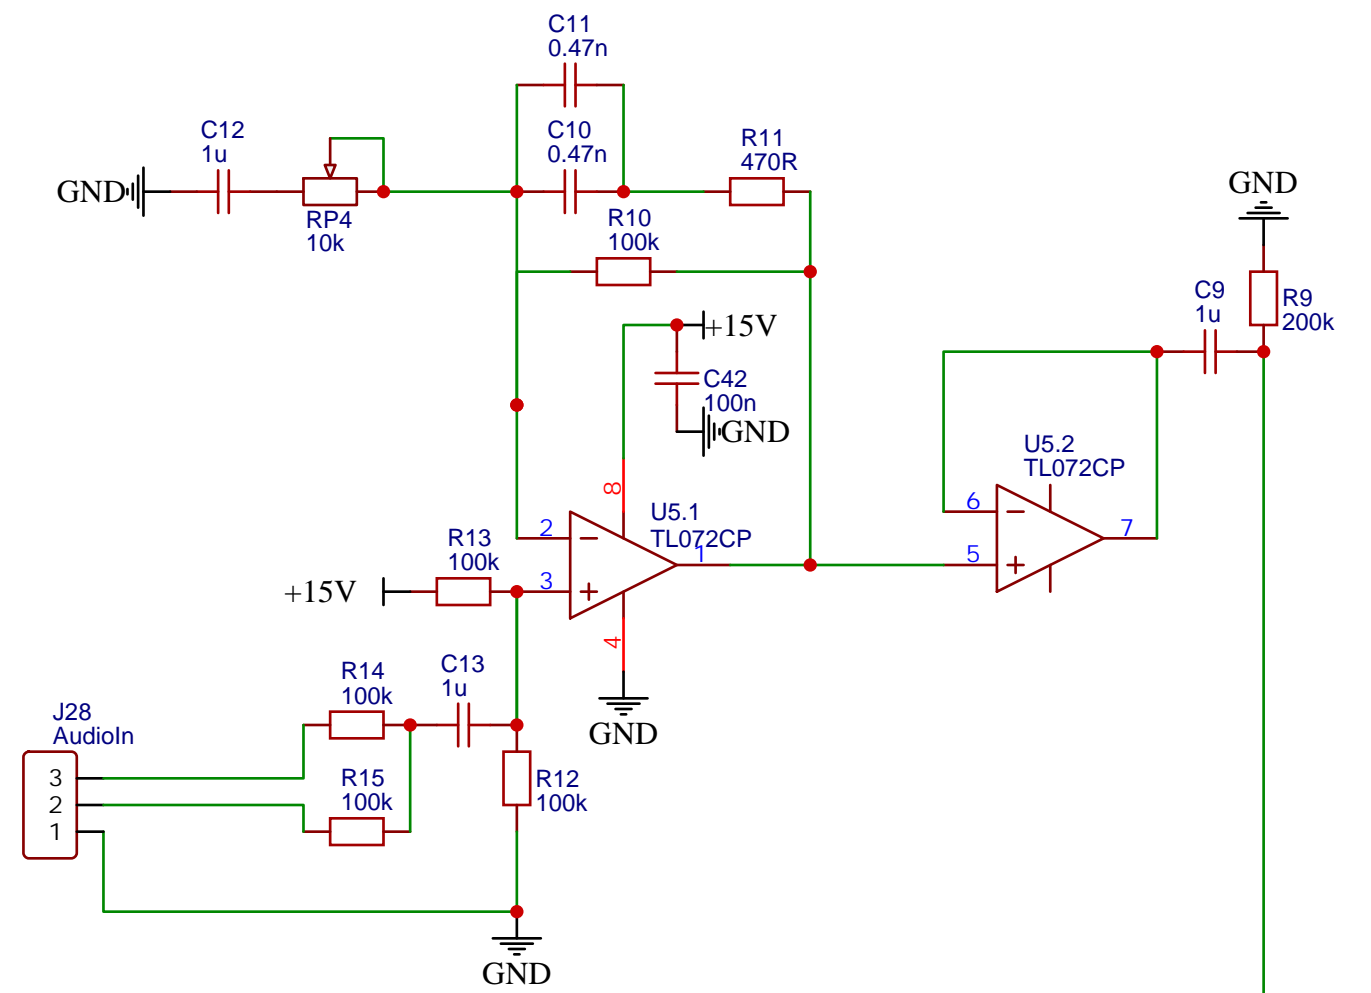 C11
0.47n
C12
1u
C10
0.47n
R11
470R
GND
GND
RP4
10k
R10
100k
C9
1u
R9
200k
+15V
C42
100n
GND
U5.2
TL072CP
8
6
7
5
U5.1
TL072CP
R13
100k
2
1
3
+15V
4
R14
100k
C13
1u
GND
J28
AudioIn
3
2
1
R15
100k
R12
100k
GND